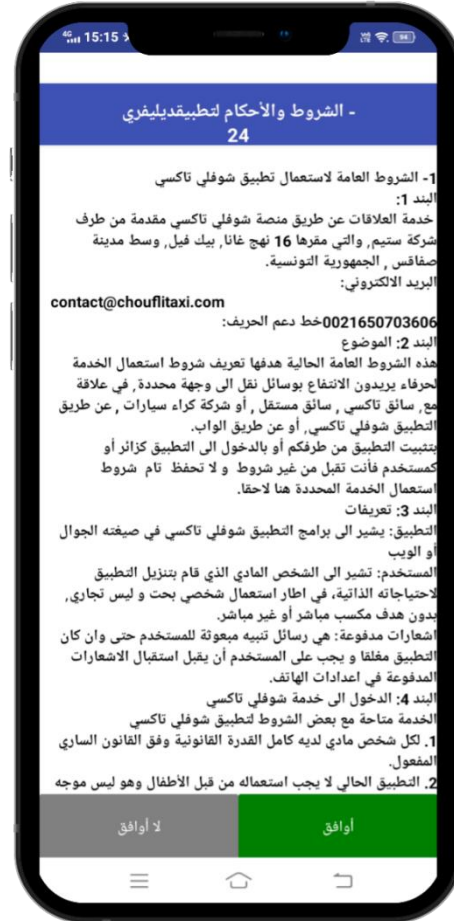 4G 15:15
94
- الشروط والأحكام لتطبيقديليفري
24
1- الشروط العامة لاستعمال تطبيق شوفلي تاكسي
البند 1:
خدمة العلاقات عن طريق منصة شوفلي تاكسي مقدمة من طرف
شركة ستيم, والتي مقرها 16 نهج غانا, بيك فيل, وسط مدينة
صفاقس , الجمهورية التونسية.
البريد الالكتروني:
contact@chouflitaxi.com
0021650703606خط دعم الحريف:
البند 2: الموضوع
هذه الشروط العامة الحالية هدفها تعريف شروط استعمال الخدمة
لحرفاء يريدون الانتفاع بوسائل نقل الى وجهة محددة, في علاقة
مع, سائق تاكسي , سائق مستقل , أو شركة كراء سيارات , عن طريق
التطبيق شوفلي تاكسي, أو عن طريق الواب.
بتثبيت التطبيق من طرفكم أو بالدخول الى التطبيق كزائر أو
كمستخدم فأنت تقبل من غير شروط و لا تحفظ تام شروط
استعمال الخدمة المحددة هنا لاحقا.
البند 3: تعريفات
التطبيق: يشير الى برامج التطبيق شوفلي تاكسي في صيغته الجوال
أو الويب
المستخدم: تشير الى الشخص المادي الذي قام بتنزيل التطبيق
لاحتياجاته الذاتية، في اطار استعمال شخصي بحت و ليس تجاري,
بدون هدف مكسب مباشر أو غير مباشر.
اشعارات مدفوعة: هي رسائل تنبيه مبعوثة للمستخدم حتى وان كان
التطبيق مغلقا و يجب على المستخدم أن يقبل استقبال الاشعارات
المدفوعة في اعدادات الهاتف.
البند 4: الدخول الى خدمة شوفلي تاكسي
الخدمة متاحة مع بعض الشروط لتطبيق شوفلي تاكسي
1. لكل شخص مادي لديه كامل القدرة القانونية وفق القانون الساري
المفعول.
2. التطبيق الحالي لا يجب استعماله من قبل الأطفال وهو ليس موجه
أوافق
لا أوافق